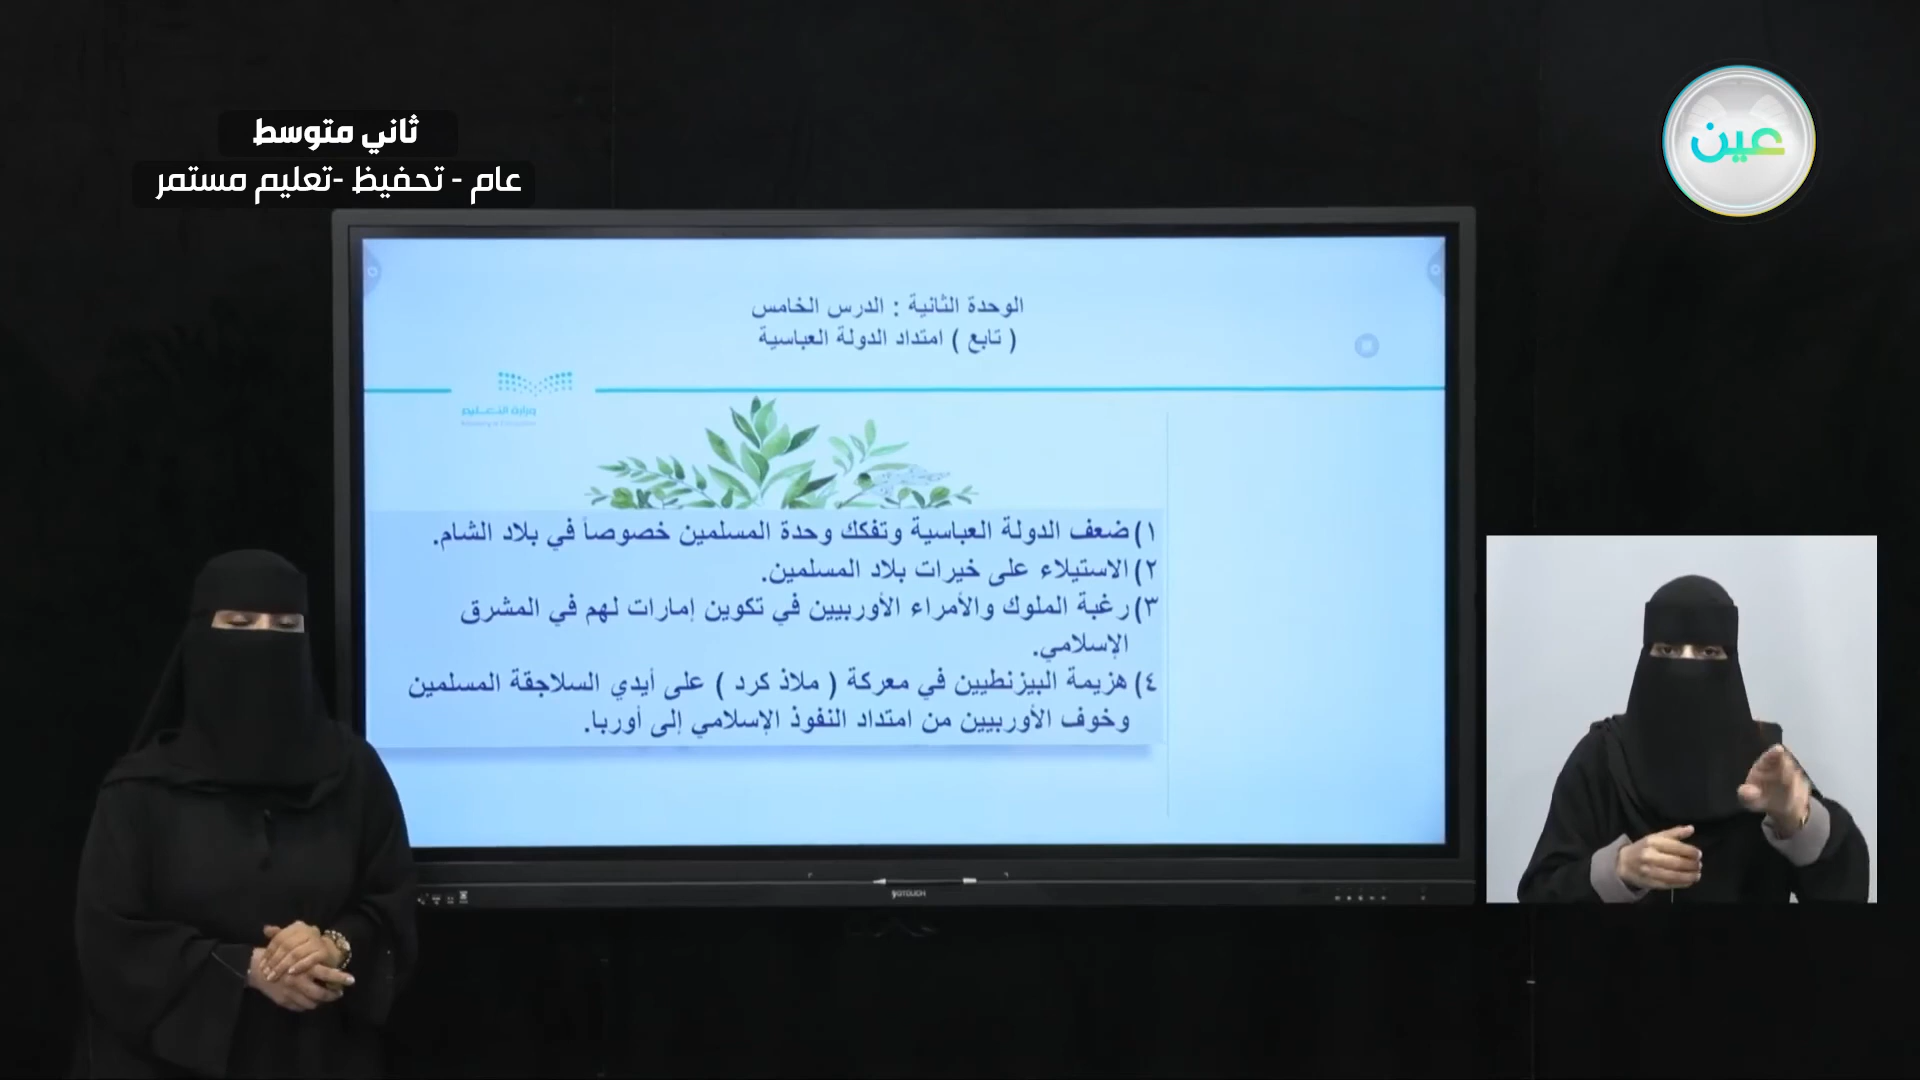 ثاني متوسط
عام - تحفيظ -تعليم مستمر
عين
الوحدة الثانية : الدرس الخامس
( تابع ) امتداد الدولة العباسية
وزارة التعليم
Ministry of Education
١) ضعف الدولة العباسية وتفكك وحدة المسلمين خصوصاً في بلاد الشام.
٢) الاستيلاء على خيرات بلاد المسلمين.
٣) رغبة الملوك والأمراء الأوربيين في تكوين إمارات لهم في المشرق
الإسلامي.
٤) هزيمة البيزنطيين في معركة ( ملاذ كرد ) على أيدي السلاجقة المسلمين
وخوف الأوربيين من امتداد النفوذ الإسلامي إلى أوربا.